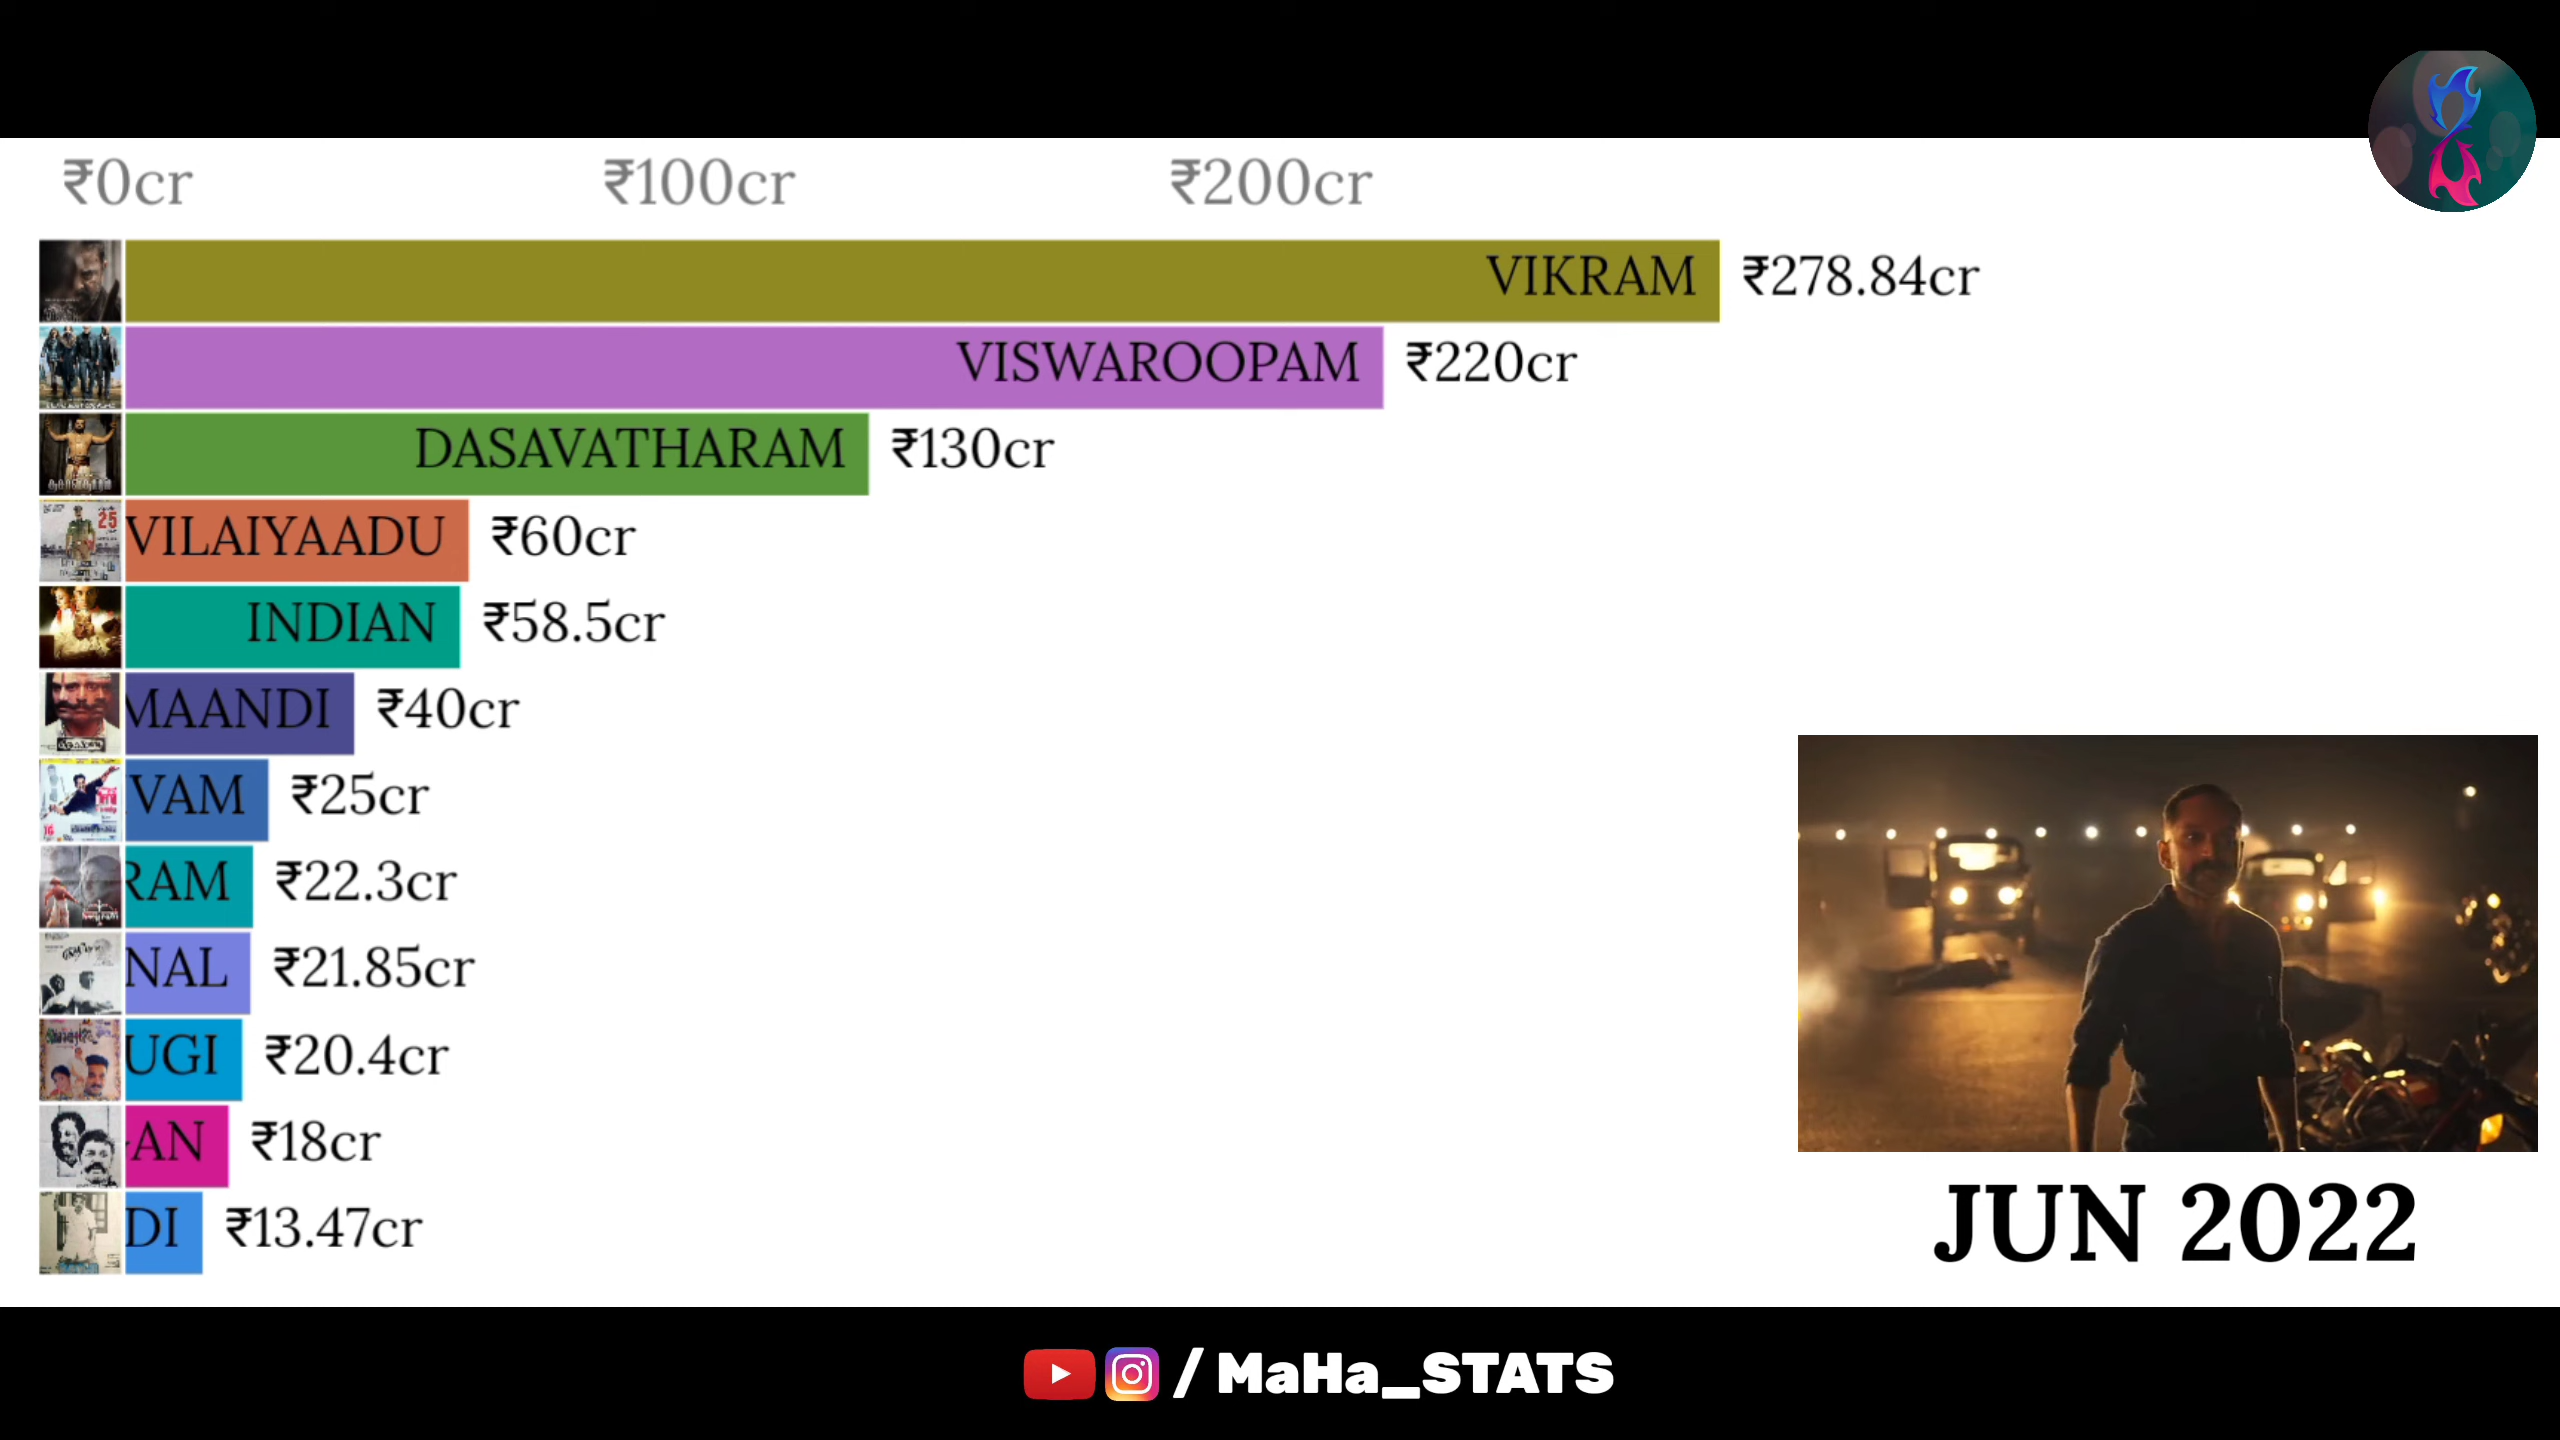 ₹0cr ₹100cr ₹200cr
VIKRAM ₹278.84cr
VISWAROOPAM ₹220cr
DASAVATHARAM ₹130cr
VILAIYAADU ₹60cr
INDIAN ₹58.5cr
MAANDI ₹40cr
VAM ₹25cr
RAM ₹22.3cr
NAL ₹21.85cr
UGI ₹20.4cr
AN ₹18cr
DI ₹13.47cr
JUN 2022
/ MaHa_STATS